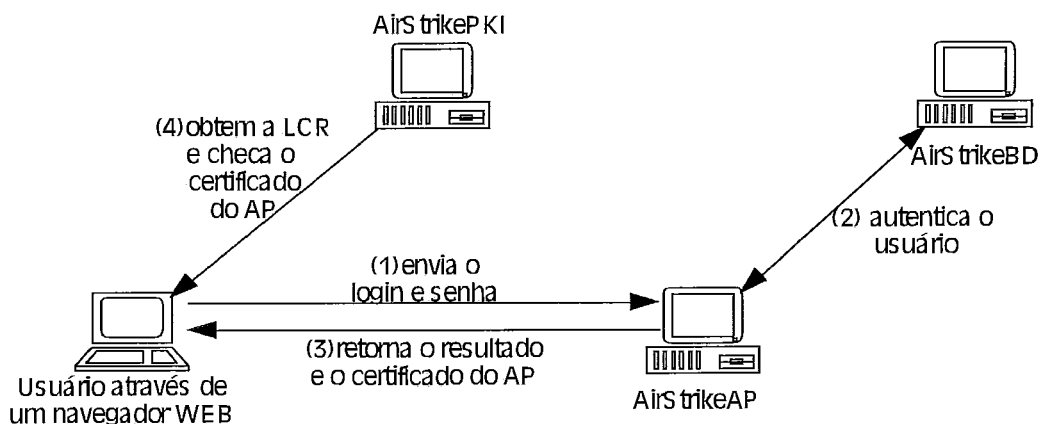 AirStrikePKI
(4)obtem a LCR
e checa o
certificado
do AP
AirStrikeBD
(2) autentica o
usuário
(1)envia o
login e senha
(3)retorna o resultado
e o certificado do AP
Usuário através de
um navegador WEB
AirStrikeAP